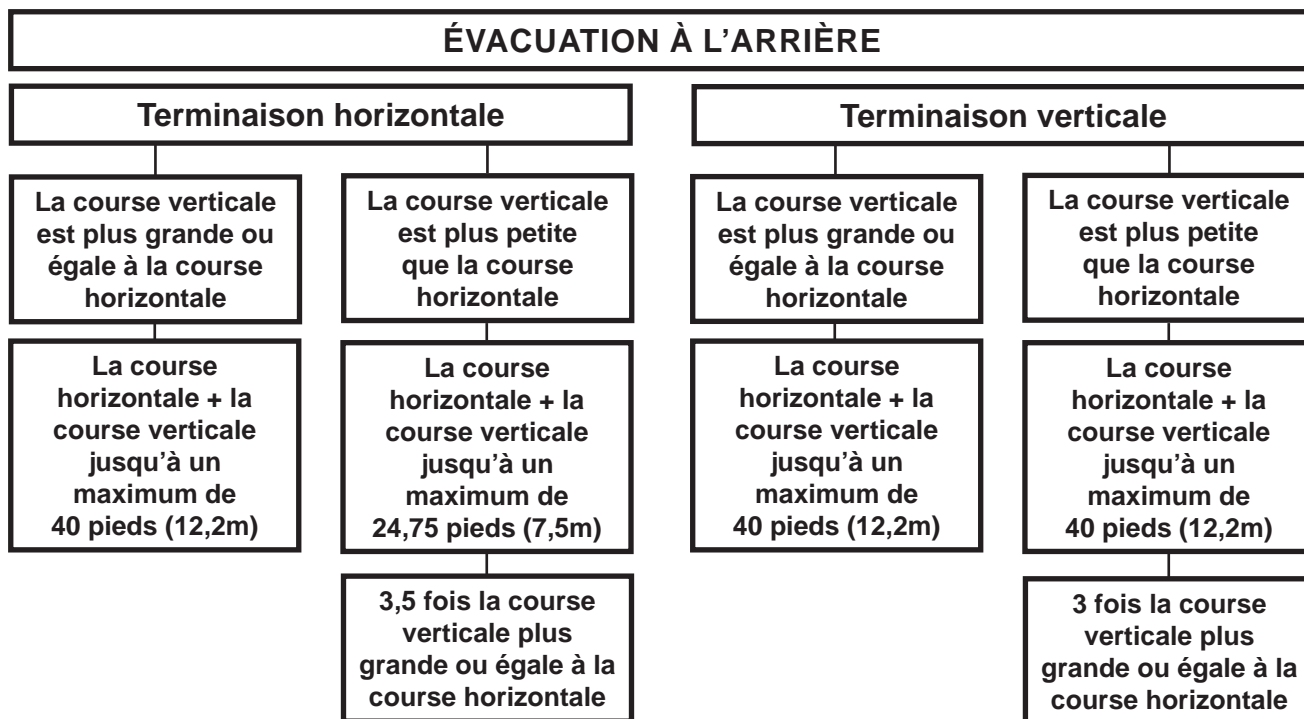 ÉVACUATION À L’ARRIÈRE
Terminaison horizontale
La course verticale
est plus grande ou
égale à la course
horizontale
La course
horizontale + la
course verticale
jusqu’à un
maximum de
40 pieds (12,2m)
La course verticale
est plus petite
que la course
horizontale
La course
horizontale + la
course verticale
jusqu’à un
maximum de
24,75 pieds (7,5m)
3,5 fois la course
verticale plus
grande ou égale à la
course horizontale
Terminaison verticale
La course verticale
est plus grande ou
égale à la course
horizontale
La course
horizontale + la
course verticale
jusqu’à un
maximum de
40 pieds (12,2m)
La course verticale
est plus petite
que la course
horizontale
La course
horizontale + la
course verticale
jusqu’à un
maximum de
40 pieds (12,2m)
3 fois la course
verticale plus
grande ou égale à la
course horizontale